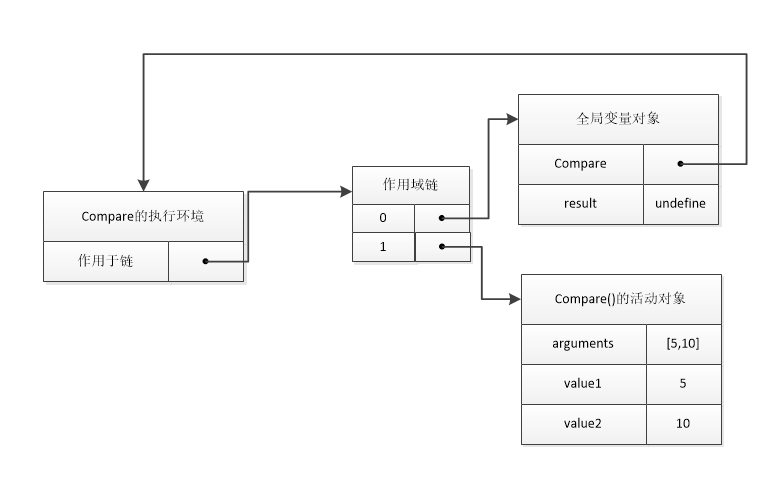 全局变量对象
Compare
result undefine
作用域链
0
1
Compare的执行环境
作用于链
Compare()的活动对象
arguments [5,10]
value1 5
value2 10